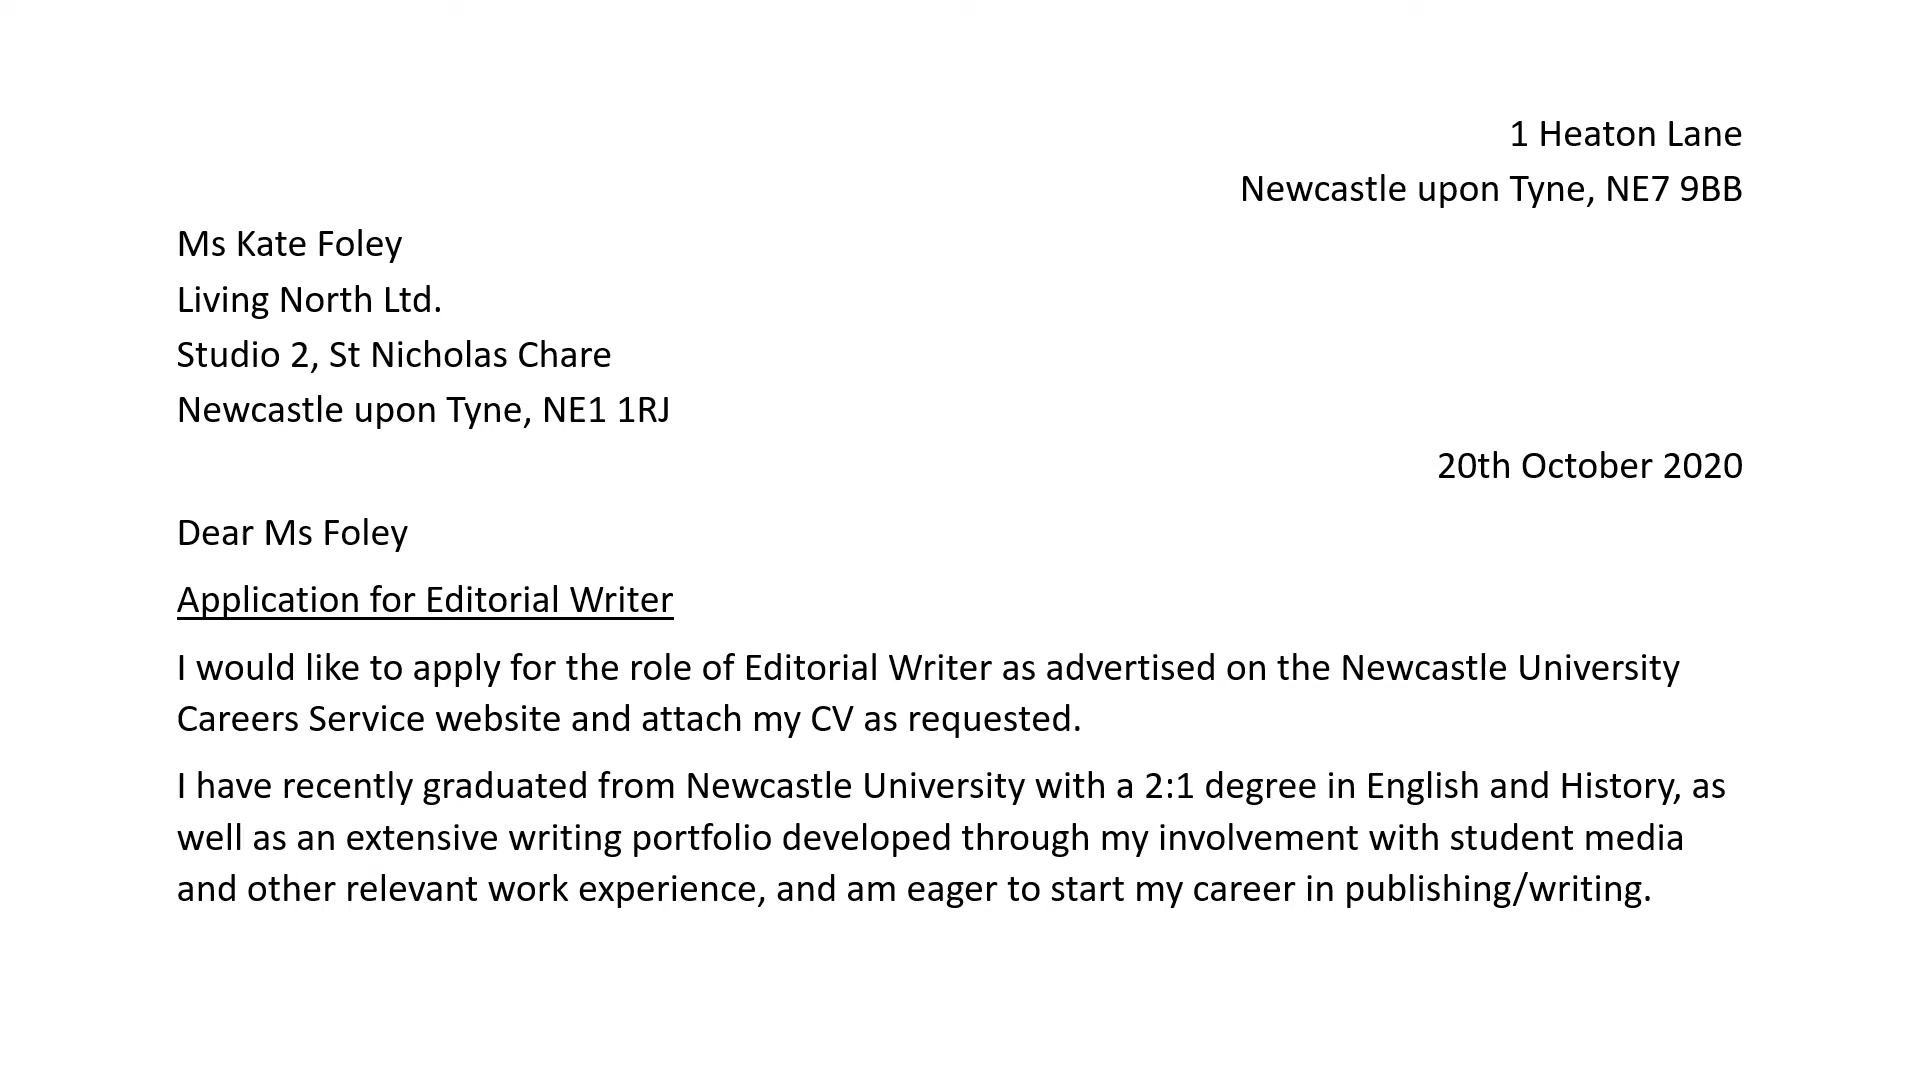 1 Heaton Lane
Newcastle upon Tyne, NE7 9BB
Ms Kate Foley
Living North Ltd.
Studio 2, St Nicholas Chare
Newcastle upon Tyne, NE1 1RJ
20th October 2020
Dear Ms Foley
Application for Editorial Writer
I would like to apply for the role of Editorial Writer as advertised on the Newcastle University
Careers Service website and attach my CV as requested.
I have recently graduated from Newcastle University with a 2:1 degree in English and History, as
well as an extensive writing portfolio developed through my involvement with student media
and other relevant work experience, and am eager to start my career in publishing/writing.